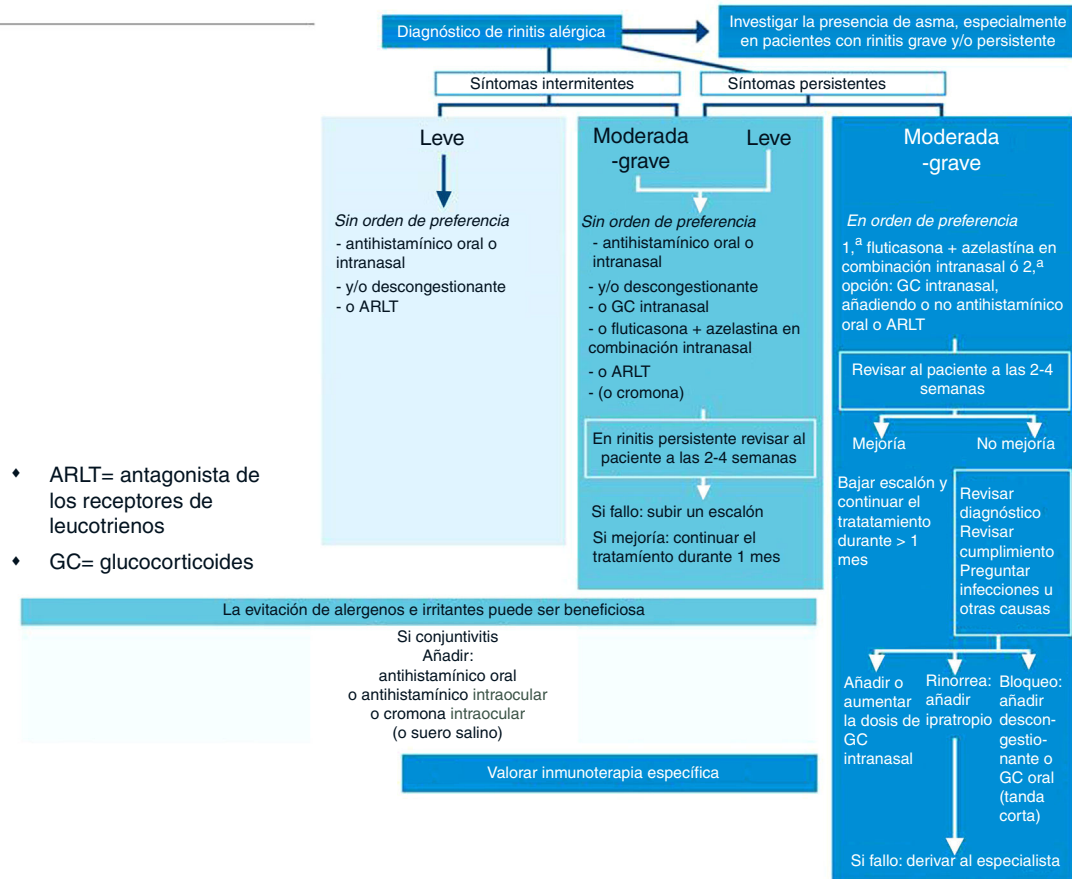 Diagnóstico de rinitis alérgica
Investigar la presencia de asma, especialmente
en pacientes con rinitis grave y/o persistente
Síntomas intermitentes
Síntomas persistentes
Leve
Sin orden de preferencia
- antihistamínico oral o
intranasal
- y/o descongestionante
- o ARLT
Moderada
-grave
Leve
Sin orden de preferencia
- antihistamínico oral o
intranasal
- y/o descongestionante
- o GC intranasal
- o fluticasona + azelastina en
combinación intranasal
- o ARLT
- (o cromona)
En rinitis persistente revisar al
paciente a las 2-4 semanas
Si fallo: subir un escalón
Si mejoría: continuar el
tratamíento durante 1 mes
Moderada
-grave
En orden de preferencia
1,ª fluticasona + azelastína en
combinación intranasal ó 2,ª
opción: GC intranasal,
añadiendo o no antihistamínico
oral o ARLT
Revisar al paciente a las 2-4
semanas
Mejoría
No mejoría
Bajar escalón y
continuar el
tratatamiento
durante > 1
mes
Revisar
diagnóstico
Revisar
cumplimiento
Preguntar
infecciones u
otras causas
Añadir o
aumentar
la dosis de
GC
intranasal
Rinorrea:
añadir
ipratropio
Bloqueo:
añadir
descon-
gestio-
nante o
GC oral
(tanda
corta)
Si fallo: derivar al especialista
♦ ARLT= antagonista de
los receptores de
leucotrienos
♦ GC= glucocorticoides
La evitación de alergenos e irritantes puede ser beneficiosa
Si conjuntivitis
Añadir:
antihistamínico oral
o antihistamínico intraocular
o cromona intraocular
(o suero salino)
Valorar inmunoterapia específica